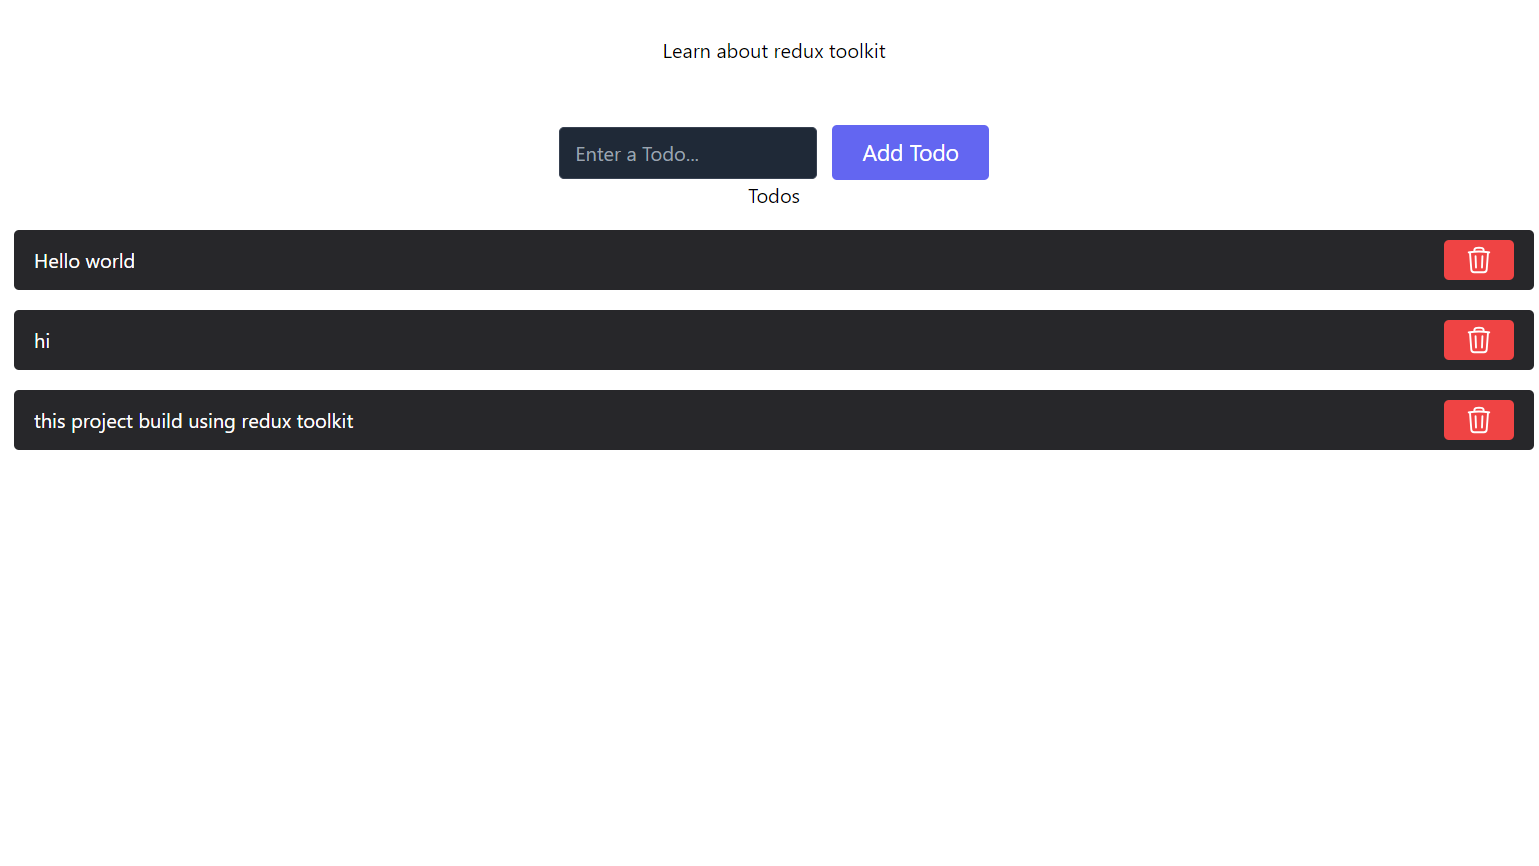 Learn about redux toolkit
Enter a Todo...
Add Todo
Todos
Hello world
hi
this project build using redux toolkit